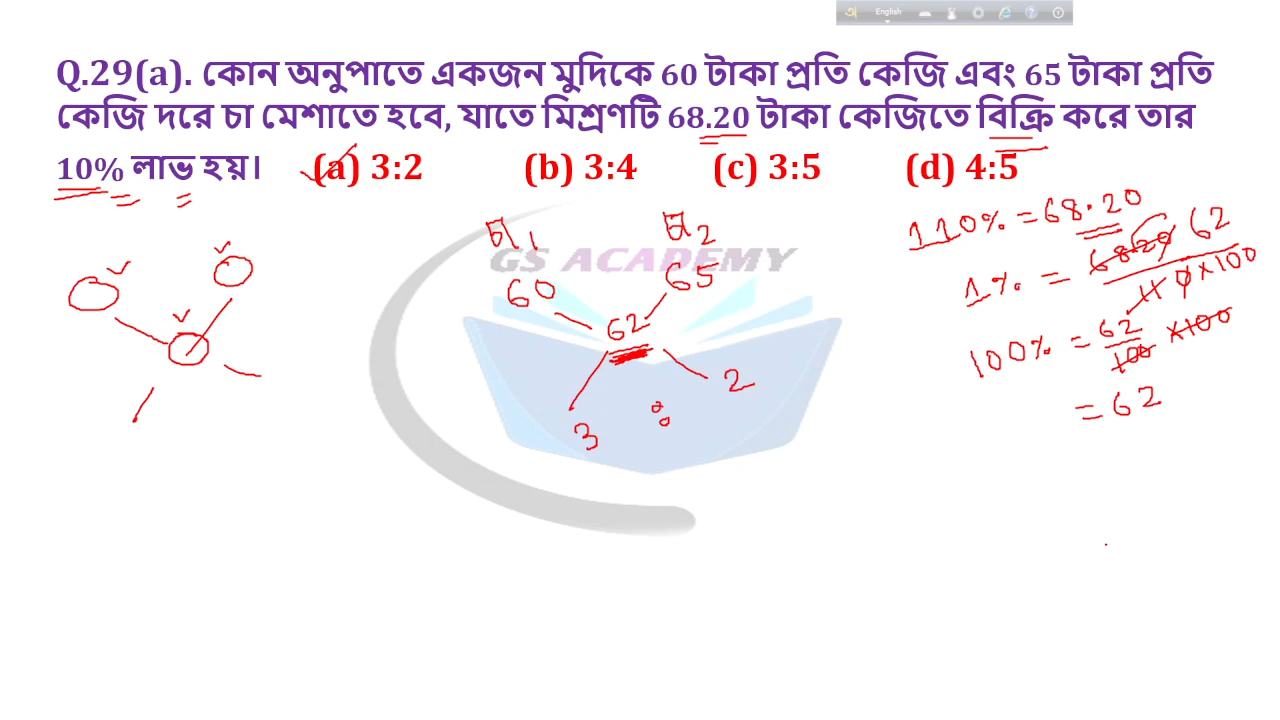 English
Q.29(a). কোন অনুপাতে একজন মুদিকে 60 টাকা প্রতি কেজি এবং 65 টাকা প্রতি
কেজি দরে চা মেশাতে হবে, যাতে মিশ্রণটি 68.20 টাকা কেজিতে বিক্রি করে তার
10% লাভ হয়।
(a) 3:2 (b) 3:4 (c) 3:5 (d) 4:5
চা1 চা2
GS ACADEMY
60 65
62
3 : 2
110% = 68.20
1% = 68.20 62
110×100
100% = 62
100 ×100
= 62